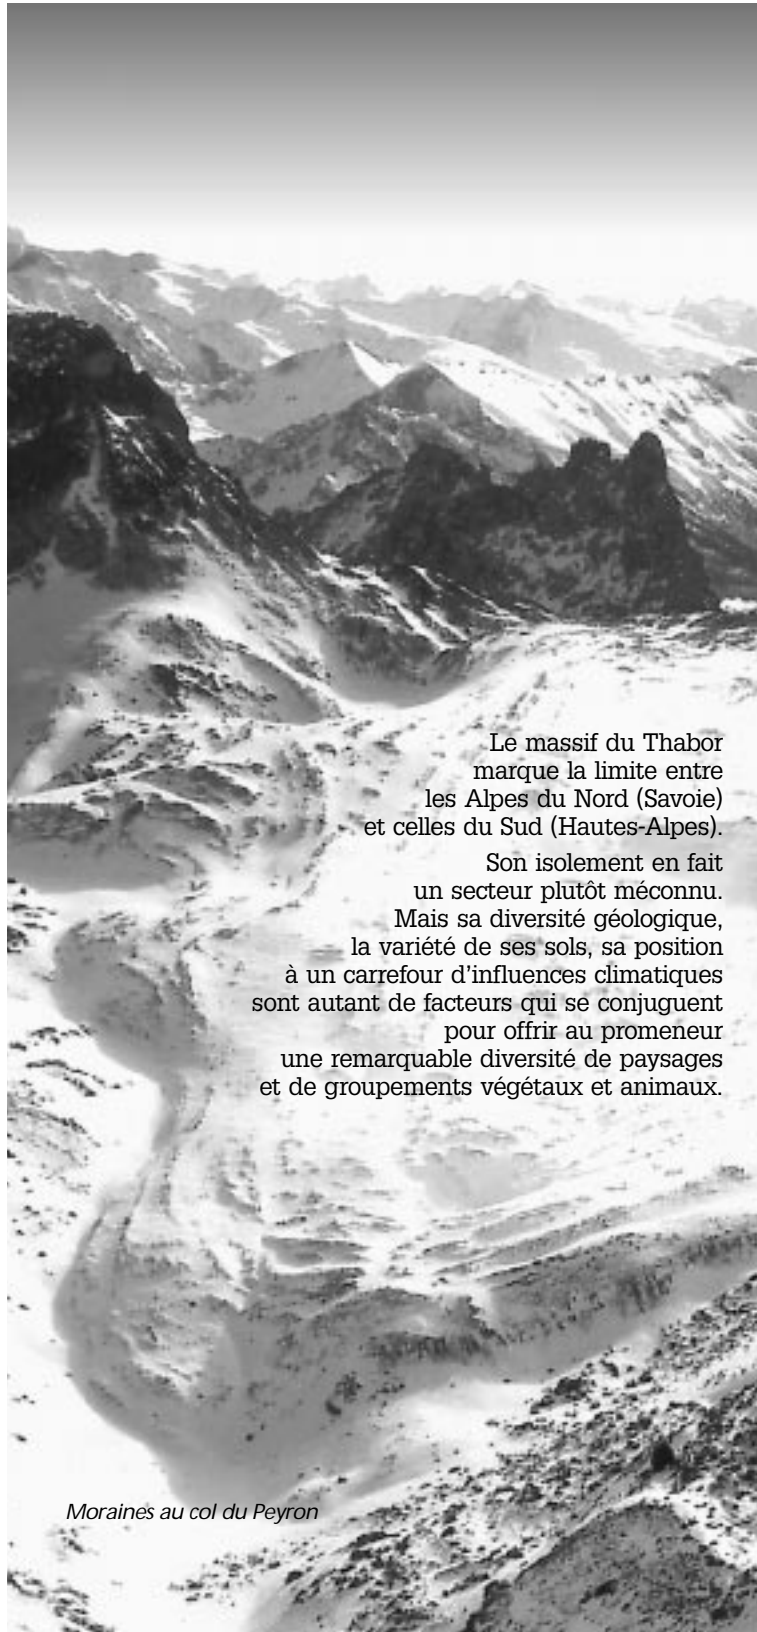 Le massif du Thabor
marque la limite entre
les Alpes du Nord (Savoie)
et celles du Sud (Hautes-Alpes).
Son isolement en fait
un secteur plutôt méconnu.
Mais sa diversité géologique,
la variété de ses sols, sa position
à un carrefour d'influences climatiques
sont autant de facteurs qui se conjuguent
pour offrir au promeneur
une remarquable diversité de paysages
et de groupements végétaux et animaux.
Moraines au col du Peyron